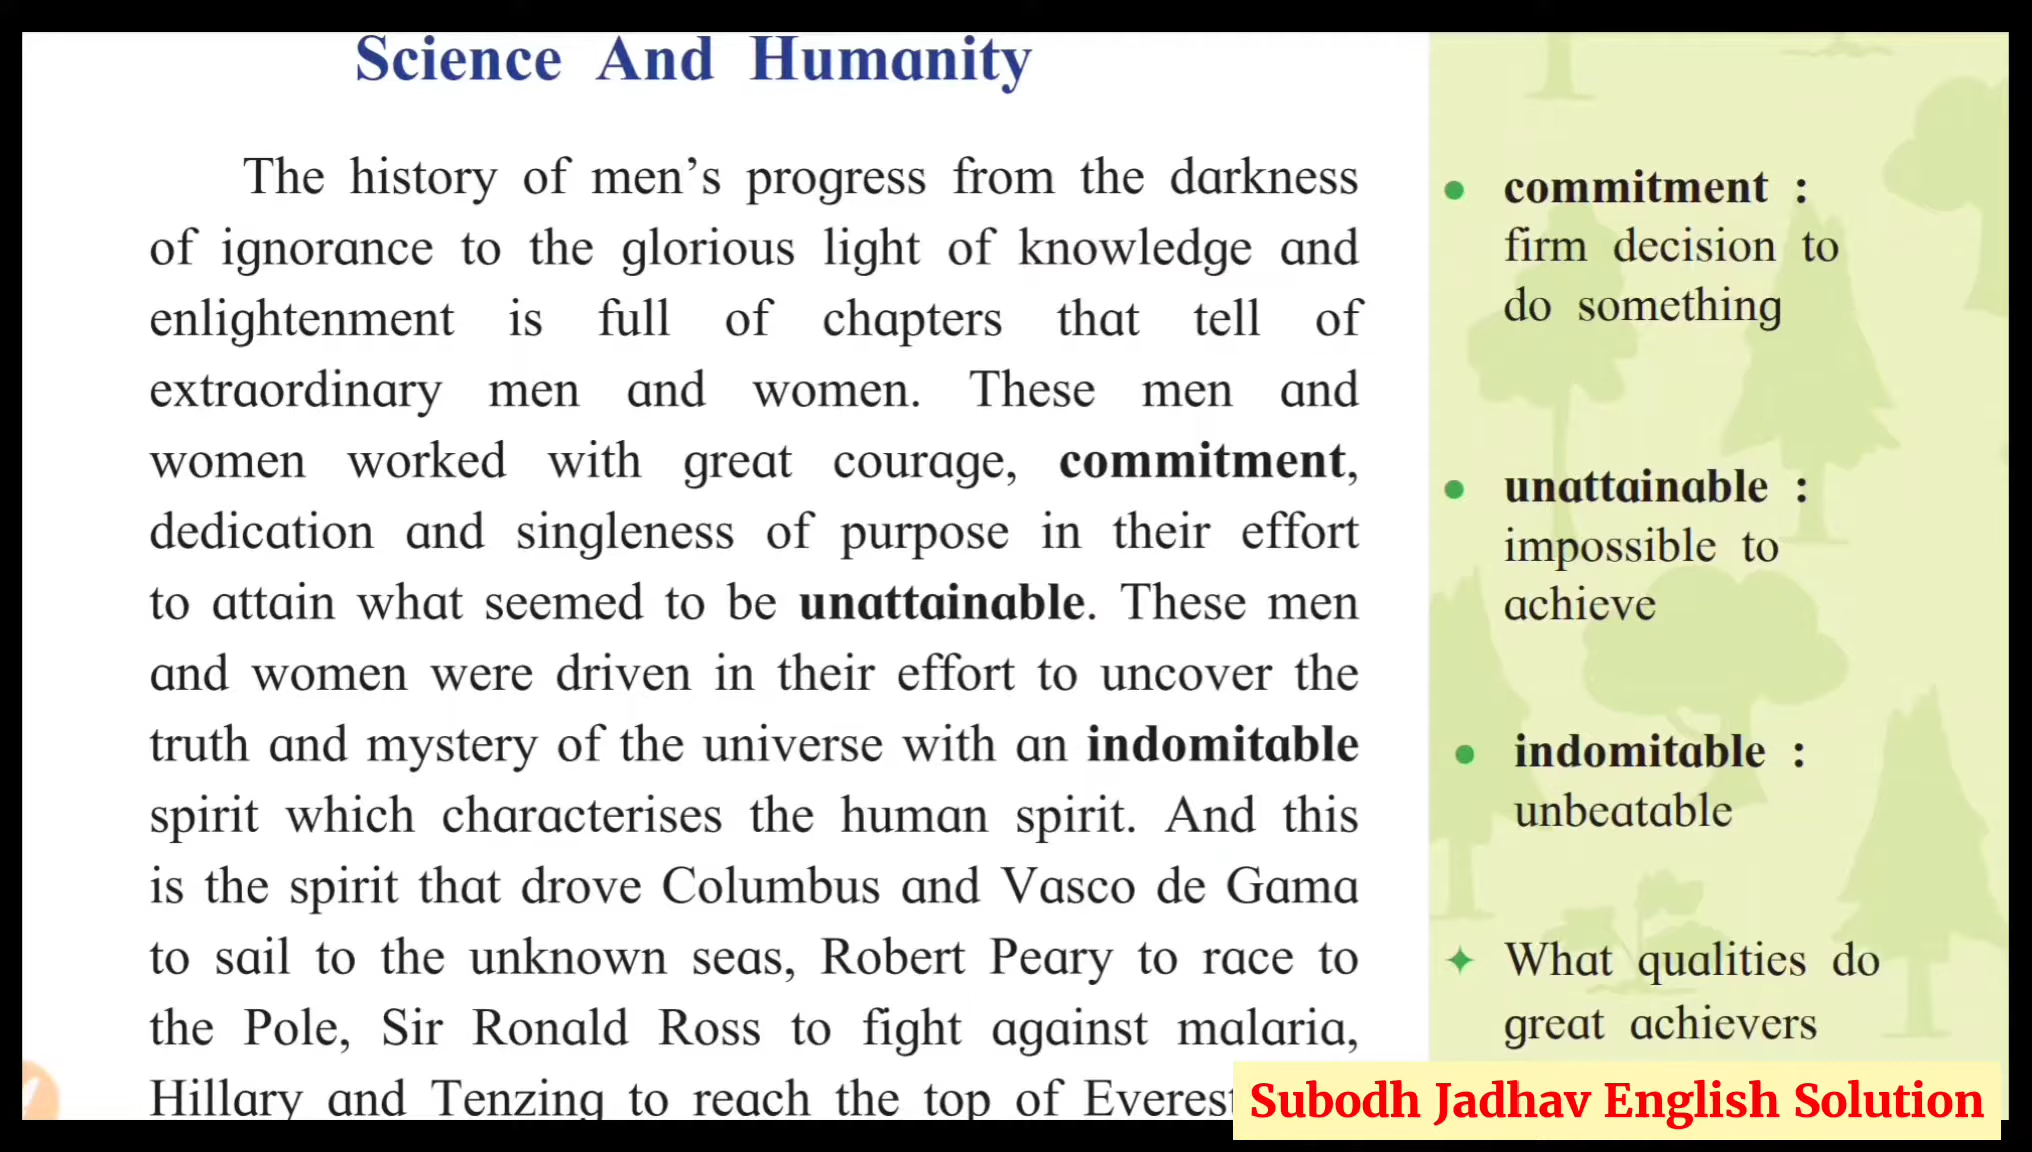 Science And Humanity
The history of men’s progress from the darkness
of ignorance to the glorious light of knowledge and
enlightenment is full of chapters that tell of
extraordinary men and women. These men and
women worked with great courage, commitment,
dedication and singleness of purpose in their effort
to attain what seemed to be unattainable. These men
and women were driven in their effort to uncover the
truth and mystery of the universe with an indomitable
spirit which characterises the human spirit. And this
is the spirit that drove Columbus and Vasco de Gama
to sail to the unknown seas, Robert Peary to race to
the Pole, Sir Ronald Ross to fight against malaria,
Hillary and Tenzing to reach the top of Everest
● commitment :
firm decision to
do something
● unattainable :
impossible to
achieve
● indomitable :
unbeatable
✦ What qualities do
great achievers
Subodh Jadhav English Solution